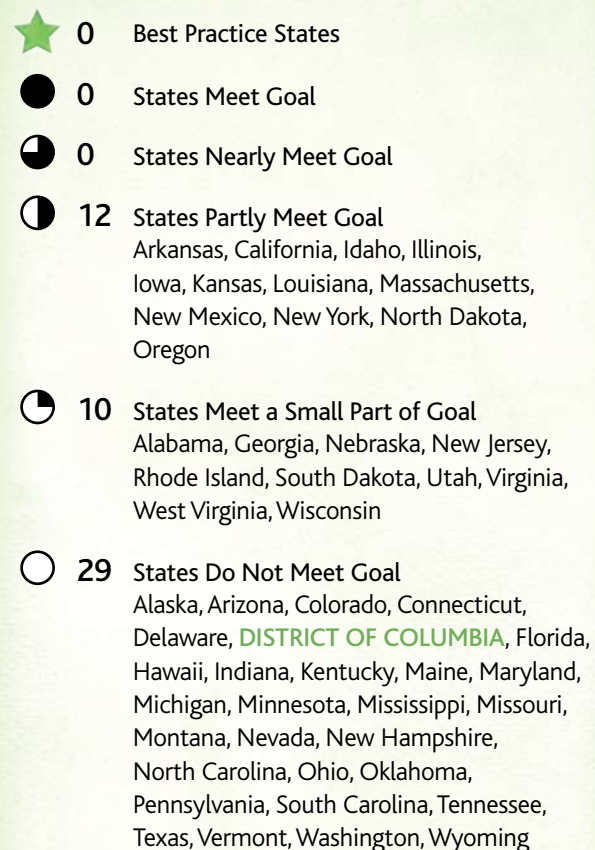 0 Best Practice States
0 States Meet Goal
0 States Nearly Meet Goal
12 States Partly Meet Goal
Arkansas, California, Idaho, Illinois,
Iowa, Kansas, Louisiana, Massachusetts,
New Mexico, New York, North Dakota,
Oregon
10 States Meet a Small Part of Goal
Alabama, Georgia, Nebraska, New Jersey,
Rhode Island, South Dakota, Utah, Virginia,
West Virginia, Wisconsin
29 States Do Not Meet Goal
Alaska, Arizona, Colorado, Connecticut,
Delaware, DISTRICT OF COLUMBIA, Florida,
Hawaii, Indiana, Kentucky, Maine, Maryland,
Michigan, Minnesota, Mississippi, Missouri,
Montana, Nevada, New Hampshire,
North Carolina, Ohio, Oklahoma,
Pennsylvania, South Carolina, Tennessee,
Texas, Vermont, Washington, Wyoming